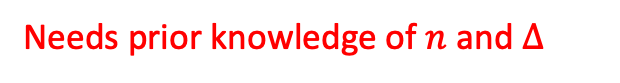 Needs prior knowledge of n and Δ